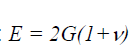 ; E = 2G(1+ν)